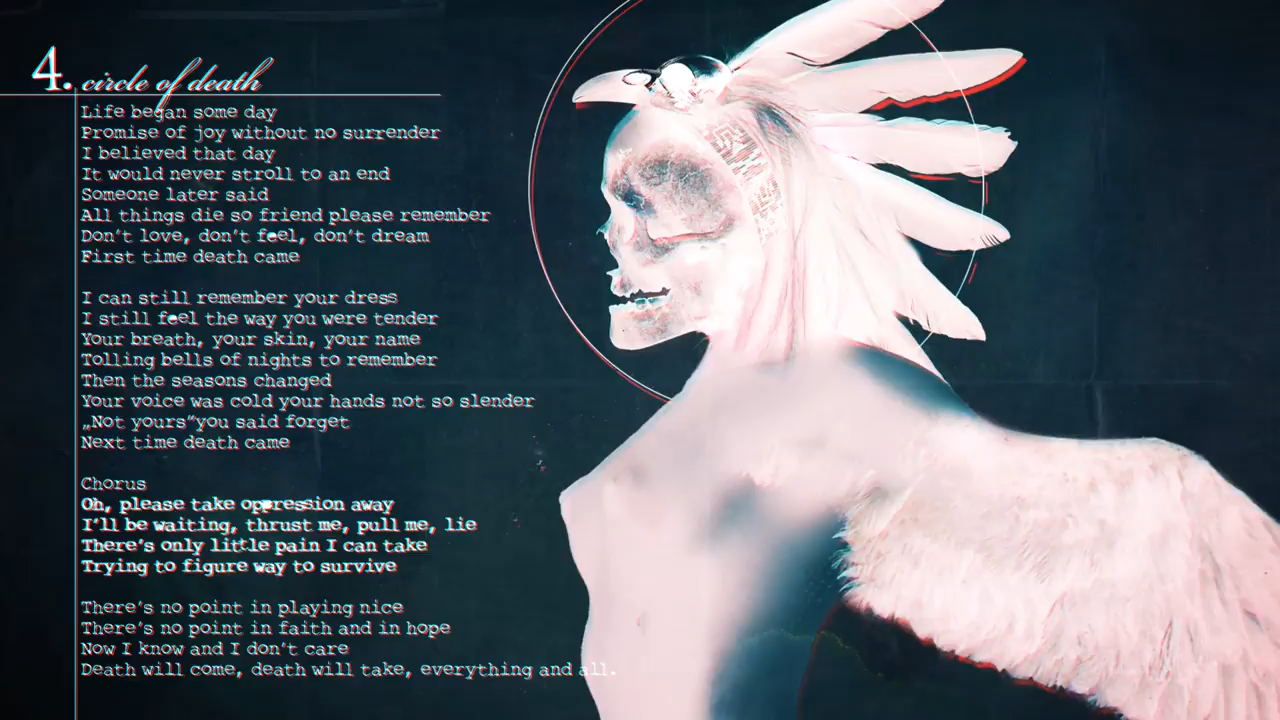 4. circle of death
Life began some day
Promise of joy without no surrender
I believed that day
It would never stroll to an end
Someone later said
All things die so friend please remember
Don't love, don't feel, don't dream
First time death came
I can still remember your dress
I still feel the way you were tender
Your breath, your skin, your name
Tolling bells of nights to remember
Then the seasons changed
Your voice was cold your hands not so slender
„Not yours"you said forget
Next time death came
Chorus
Oh, please take oppression away
I'll be waiting, thrust me, pull me, lie
There's only little pain I can take
Trying to figure way to survive
There's no point in playing nice
There's no point in faith and in hope
Now I know and I don't care
Death will come, death will take, everything and all.